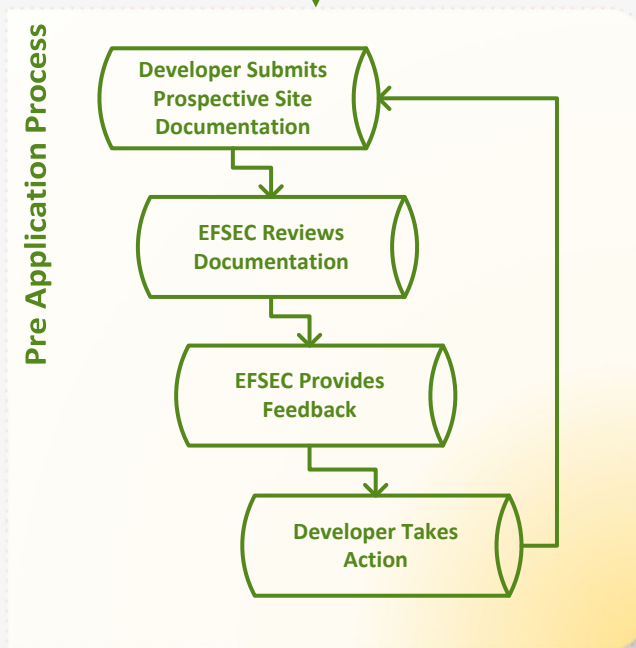 Pre Application Process
Developer Submits
Prospective Site
Documentation
EFSEC Reviews
Documentation
EFSEC Provides
Feedback
Developer Takes
Action